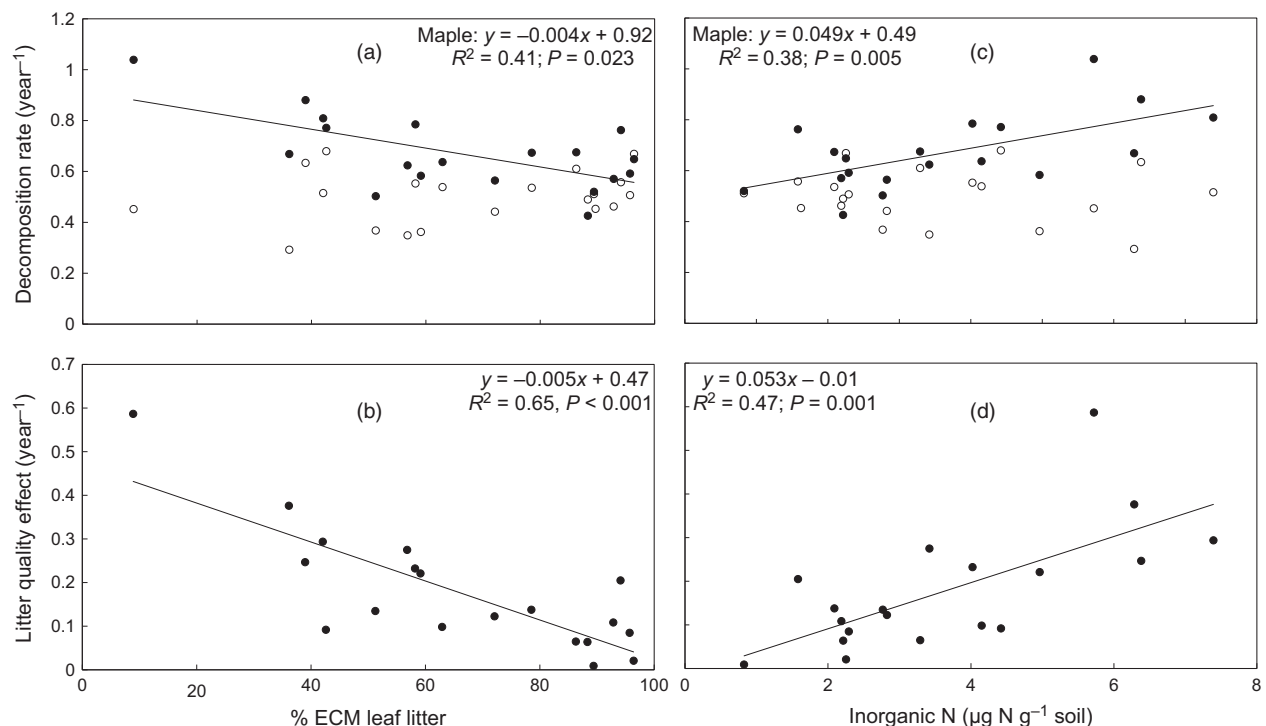 1.2
1
0.8
0.6
0.4
0.2
0
Decomposition rate (year⁻¹)
(a)
Maple: y = –0.004x + 0.92
R² = 0.41; P = 0.023
Maple: y = 0.049x + 0.49
R² = 0.38; P = 0.005
(c)
0.7
0.6
0.5
0.4
0.3
0.2
0.1
0
Litter quality effect (year⁻¹)
(b)
y = –0.005x + 0.47
R² = 0.65, P < 0.001
y = 0.053x – 0.01
R² = 0.47; P = 0.001
(d)
0 20 40 60 80 100
% ECM leaf litter
0 2 4 6 8
Inorganic N (µg N g⁻¹ soil)